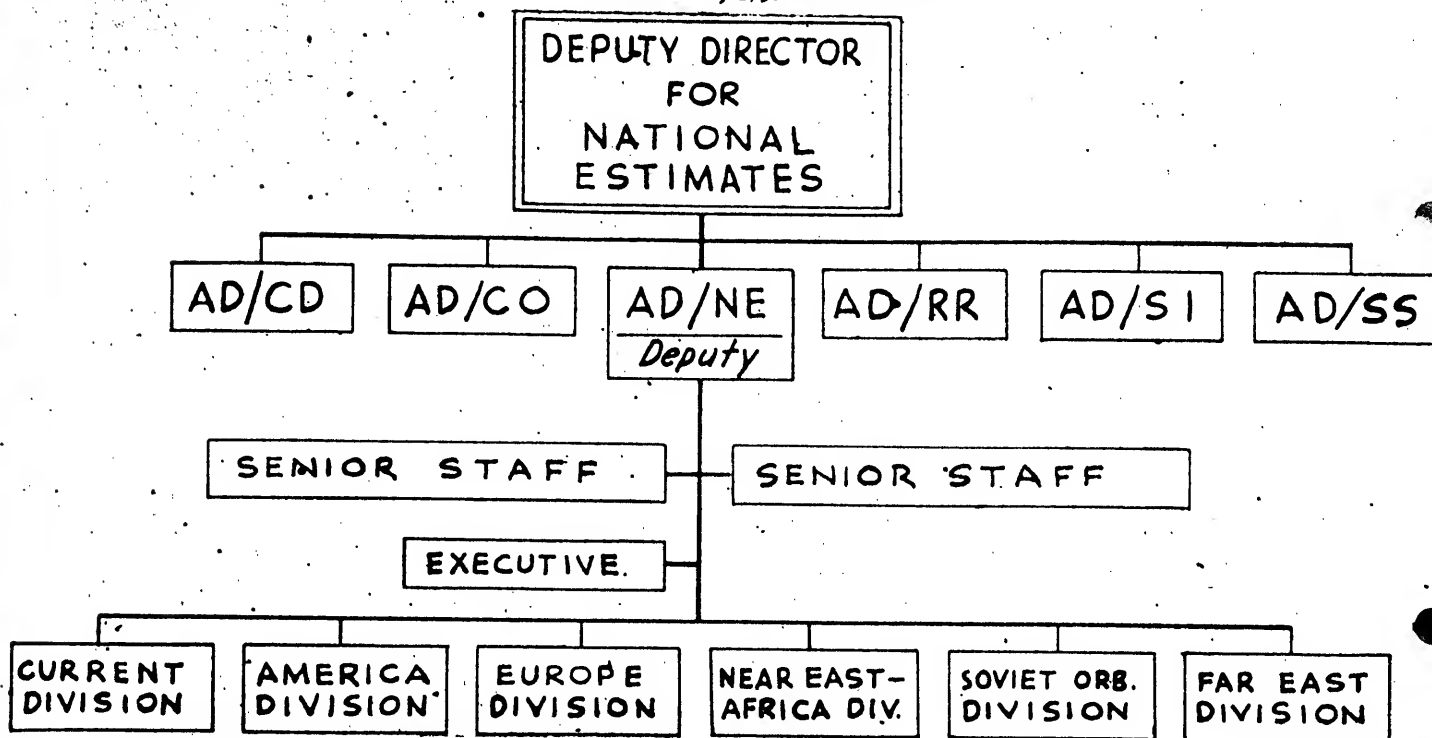 DEPUTY DIRECTOR
FOR
NATIONAL
ESTIMATES
AD/CD
AD/CO
AD/NE
Deputy
AD/RR
AD/SI
AD/SS
SENIOR STAFF
SENIOR STAFF
EXECUTIVE.
CURRENT
DIVISION
AMERICA
DIVISION
EUROPE
DIVISION
NEAR EAST-
AFRICA DIV.
SOVIET ORB.
DIVISION
FAR EAST
DIVISION